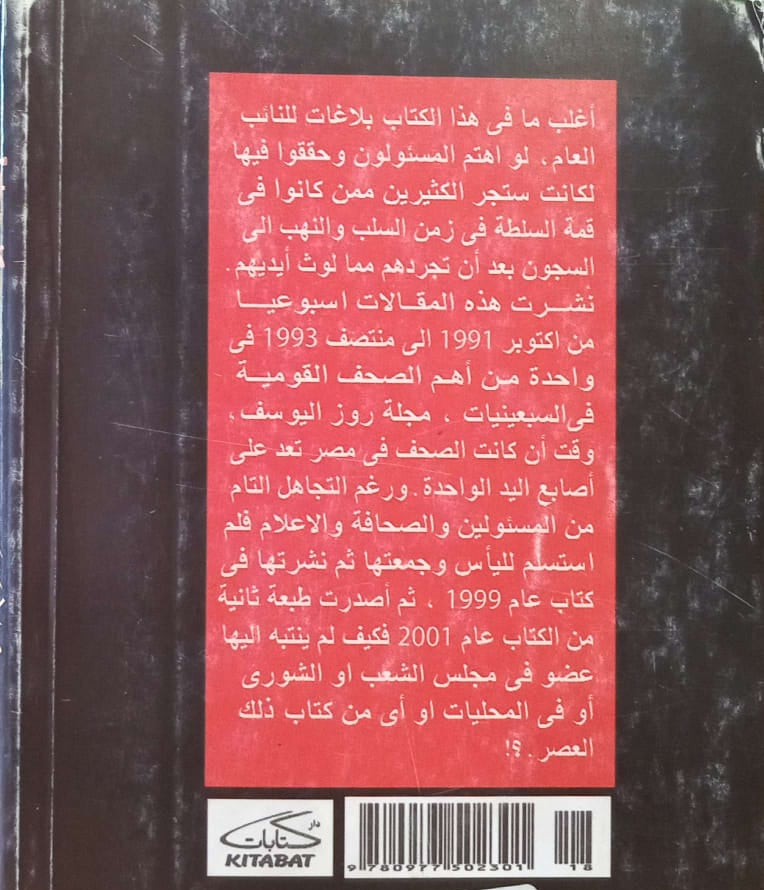 أغلب ما فى هذا الكتاب بلاغات للنائب
العام، لو اهتم المسئولون وحققوا فيها
لكانت ستجر الكثيرين ممن كانوا فى
قمة السلطة فى زمن السلب والنهب الى
السجون بعد أن تجردهم مما لوث أيديهم.
نُشرت هذه المقالات اسبوعيا
من اكتوبر 1991 الى منتصف 1993 فى
واحدة من أهم الصحف القومية
فى السبعينيات ، مجلة روز اليوسف،
وقت أن كانت الصحف فى مصر تعد على
أصابع اليد الواحدة. ورغم التجاهل التام
من المسئولين والصحافة والاعلام فلم
استسلم لليأس وجمعتها ثم نشرتها فى
كتاب عام 1999 ، ثم أصدرت طبعة ثانية
من الكتاب عام 2001 فكيف لم ينتبه اليها
عضو فى مجلس الشعب او الشورى
أو فى المحليات او أى من كتاب ذلك
العصر. ؟!
دار كتابات
KITABAT
9 780977 502301
18